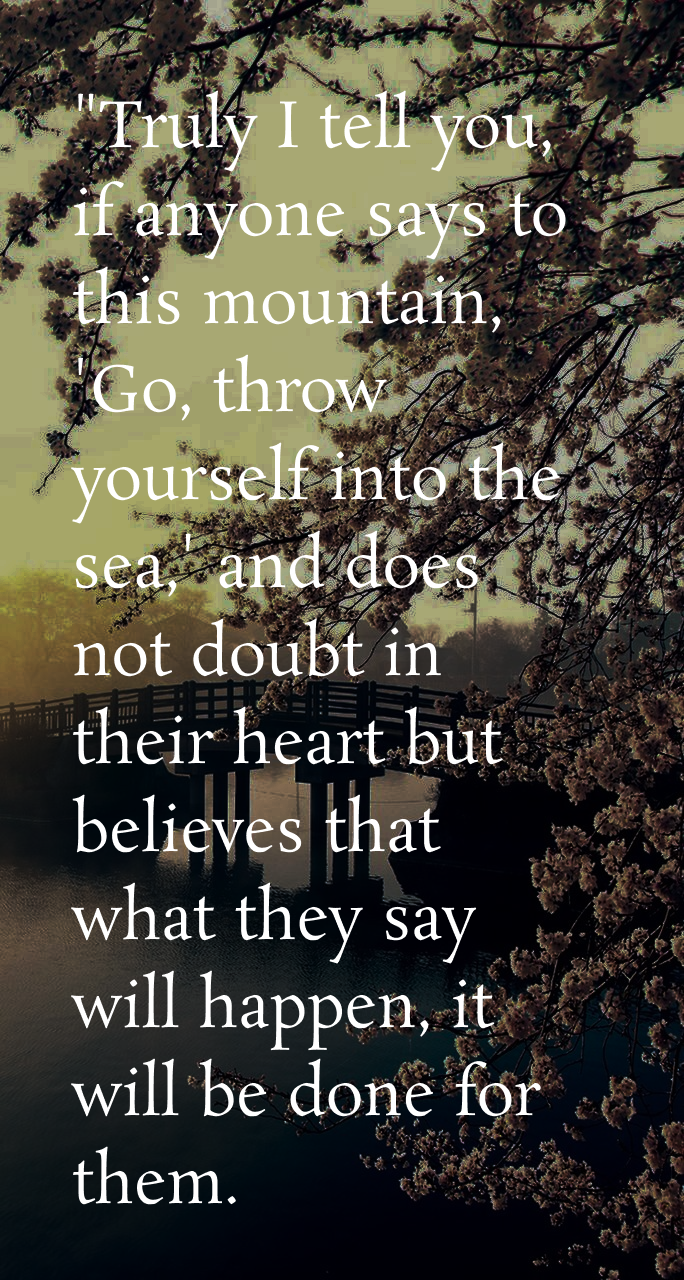 "Truly I tell you,
if anyone says to
this mountain,
'Go, throw
yourself into the
sea,' and does
not doubt in
their heart but
believes that
what they say
will happen, it
will be done for
them.